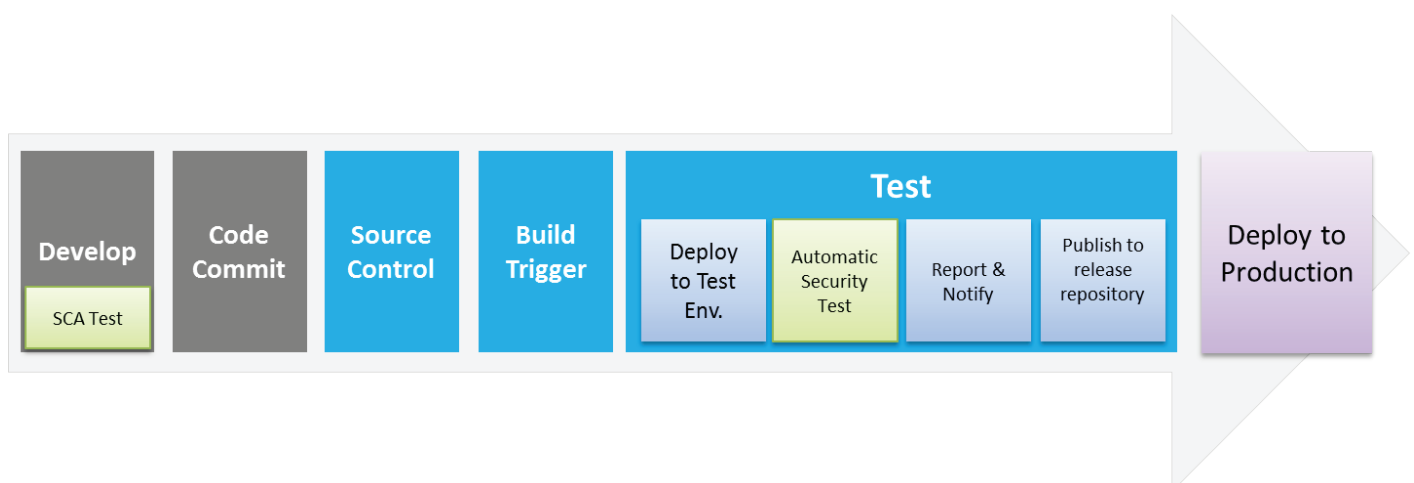 Develop
SCA Test
Code
Commit
Source
Control
Build
Trigger
Test
Deploy
to Test
Env.
Automatic
Security
Test
Report &
Notify
Publish to
release
repository
Deploy to
Production